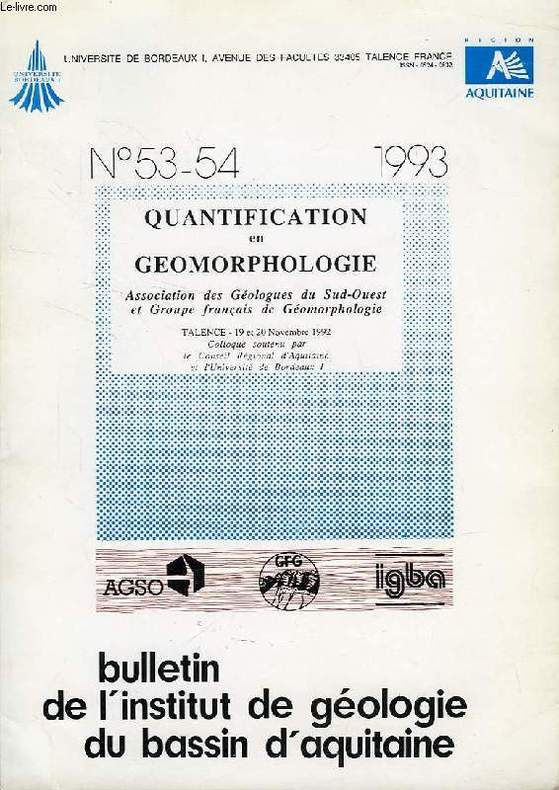 Le-livre.com
UNIVERSITE DE BORDEAUX I, AVENUE DES FACULTES 33405 TALENCE FRANCE
UNIVERSITE
BORDEAUX I
REGION
AQUITAINE
N°53-54 1993
QUANTIFICATION
en
GEOMORPHOLOGIE
Association des Géologues du Sud-Ouest
et Groupe français de Géomorphologie
TALENCE - 19 et 20 Novembre 1992
Colloque soutenu par
le Conseil Régional d'Aquitaine
et l'Université de Bordeaux I
AGSO
GFG
igba
bulletin
de l'institut de géologie
du bassin d'aquitaine